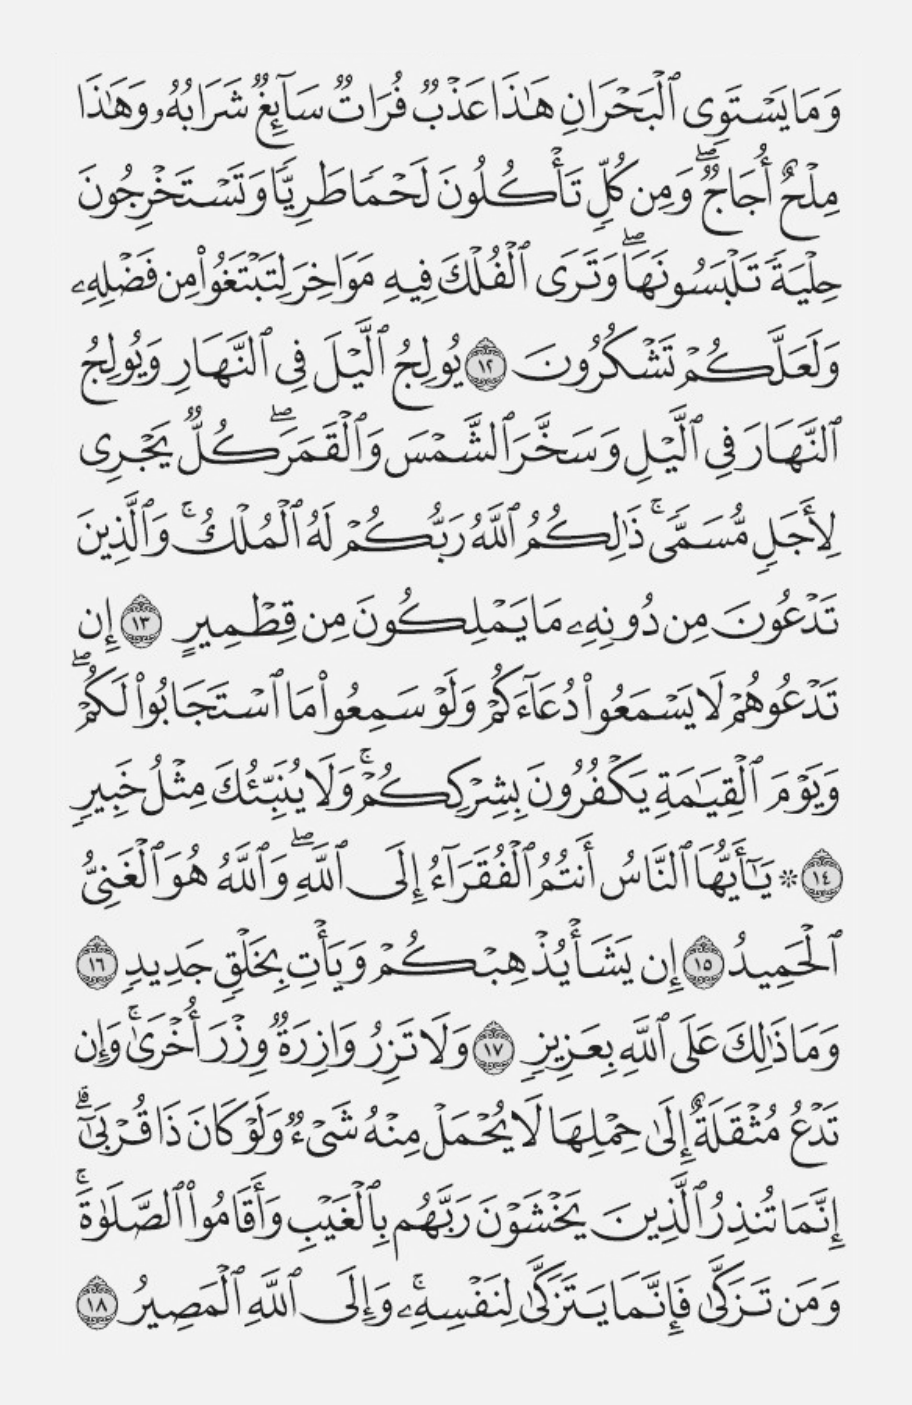 وَمَا يَسْتَوِى ٱلْبَحْرَانِ هَـٰذَا عَذْبٌ فُرَاتٌ سَآئِغٌ شَرَابُهُۥ وَهَـٰذَا
مِلْحٌ أُجَاجٌ ۖ وَمِن كُلٍّ تَأْكُلُونَ لَحْمًا طَرِيًّا وَتَسْتَخْرِجُونَ
حِلْيَةً تَلْبَسُونَهَا ۖ وَتَرَى ٱلْفُلْكَ فِيهِ مَوَاخِرَ لِتَبْتَغُوا۟ مِن فَضْلِهِۦ
وَلَعَلَّكُمْ تَشْكُرُونَ ١٢ يُولِجُ ٱلَّيْلَ فِى ٱلنَّهَارِ وَيُولِجُ
ٱلنَّهَارَ فِى ٱلَّيْلِ وَسَخَّرَ ٱلشَّمْسَ وَٱلْقَمَرَ ۖ كُلٌّ يَجْرِى
لِأَجَلٍ مُّسَمًّى ۚ ذَٰلِكُمُ ٱللَّهُ رَبُّكُمْ لَهُ ٱلْمُلْكُ ۚ وَٱلَّذِينَ
تَدْعُونَ مِن دُونِهِۦ مَا يَمْلِكُونَ مِن قِطْمِيرٍ ١٣ إِن
تَدْعُوهُمْ لَا يَسْمَعُوا۟ دُعَآءَكُمْ وَلَوْ سَمِعُوا۟ مَا ٱسْتَجَابُوا۟ لَكُمْ ۖ
وَيَوْمَ ٱلْقِيَـٰمَةِ يَكْفُرُونَ بِشِرْكِكُمْ ۚ وَلَا يُنَبِّئُكَ مِثْلُ خَبِيرٍ
١٤ ۞ يَـٰٓأَيُّهَا ٱلنَّاسُ أَنتُمُ ٱلْفُقَرَآءُ إِلَى ٱللَّهِ ۖ وَٱللَّهُ هُوَ ٱلْغَنِىُّ
ٱلْحَمِيدُ ١٥ إِن يَشَأْ يُذْهِبْكُمْ وَيَأْتِ بِخَلْقٍ جَدِيدٍ ١٦
وَمَا ذَٰلِكَ عَلَى ٱللَّهِ بِعَزِيزٍ ١٧ وَلَا تَزِرُ وَازِرَةٌ وِزْرَ أُخْرَىٰ ۚ وَإِن
تَدْعُ مُثْقَلَةٌ إِلَىٰ حِمْلِهَا لَا يُحْمَلْ مِنْهُ شَىْءٌ وَلَوْ كَانَ ذَا قُرْبَىٰٓ ۗ
إِنَّمَا تُنذِرُ ٱلَّذِينَ يَخْشَوْنَ رَبَّهُم بِٱلْغَيْبِ وَأَقَامُوا۟ ٱلصَّلَوٰةَ ۚ
وَمَن تَزَكَّىٰ فَإِنَّمَا يَتَزَكَّىٰ لِنَفْسِهِۦ ۚ وَإِلَى ٱللَّهِ ٱلْمَصِيرُ ١٨